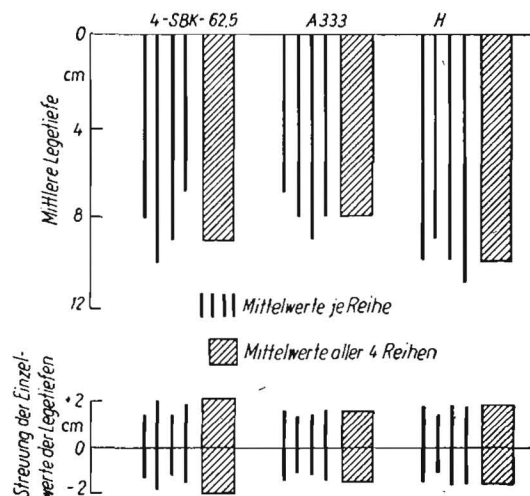 4-SBK-62,5 A333 H
0
cm
4
8
12
Mittlere Legetiefe
Mittelwerte je Reihe
Mittelwerte aller 4 Reihen
Streuung der Einzel-
werte der Legetiefen
+2
cm
0
-2